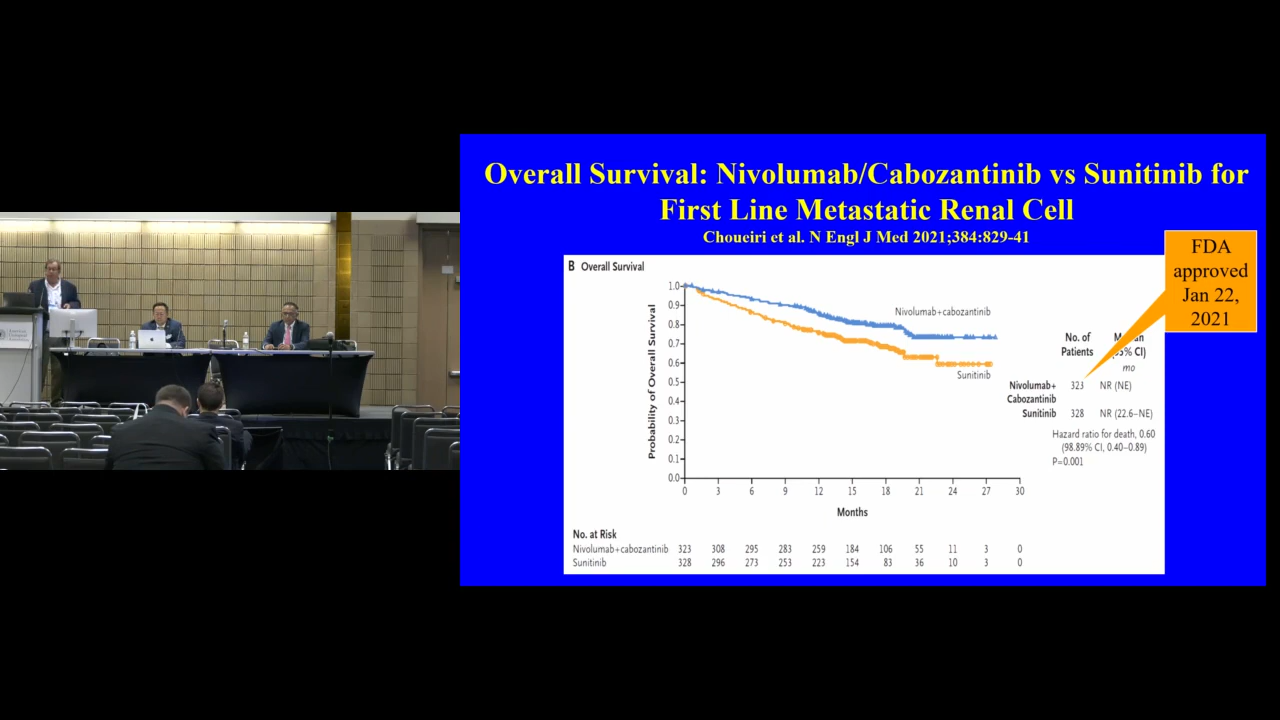 Overall Survival: Nivolumab/Cabozantinib vs Sunitinib for
First Line Metastatic Renal Cell
Choueiri et al. N Engl J Med 2021;384:829-41
FDA
approved
Jan 22,
2021
B Overall Survival
Probability of Overall Survival
1.0
0.9
0.8
0.7
0.6
0.5
0.4
0.3
0.2
0.1
0.0
0 3 6 9 12 15 18 21 24 27 30
Months
Nivolumab+cabozantinib
Sunitinib
No. of
Patients
mo
Nivolumab+ 323 NR (NE)
Cabozantinib
Sunitinib 328 NR (22.6–NE)
Hazard ratio for death, 0.60
(98.89% CI, 0.40–0.89)
P=0.001
No. at Risk
Nivolumab+cabozantinib 323 308 295 283 259 184 106 55 11 3 0
Sunitinib 328 296 273 253 223 154 83 36 10 3 0